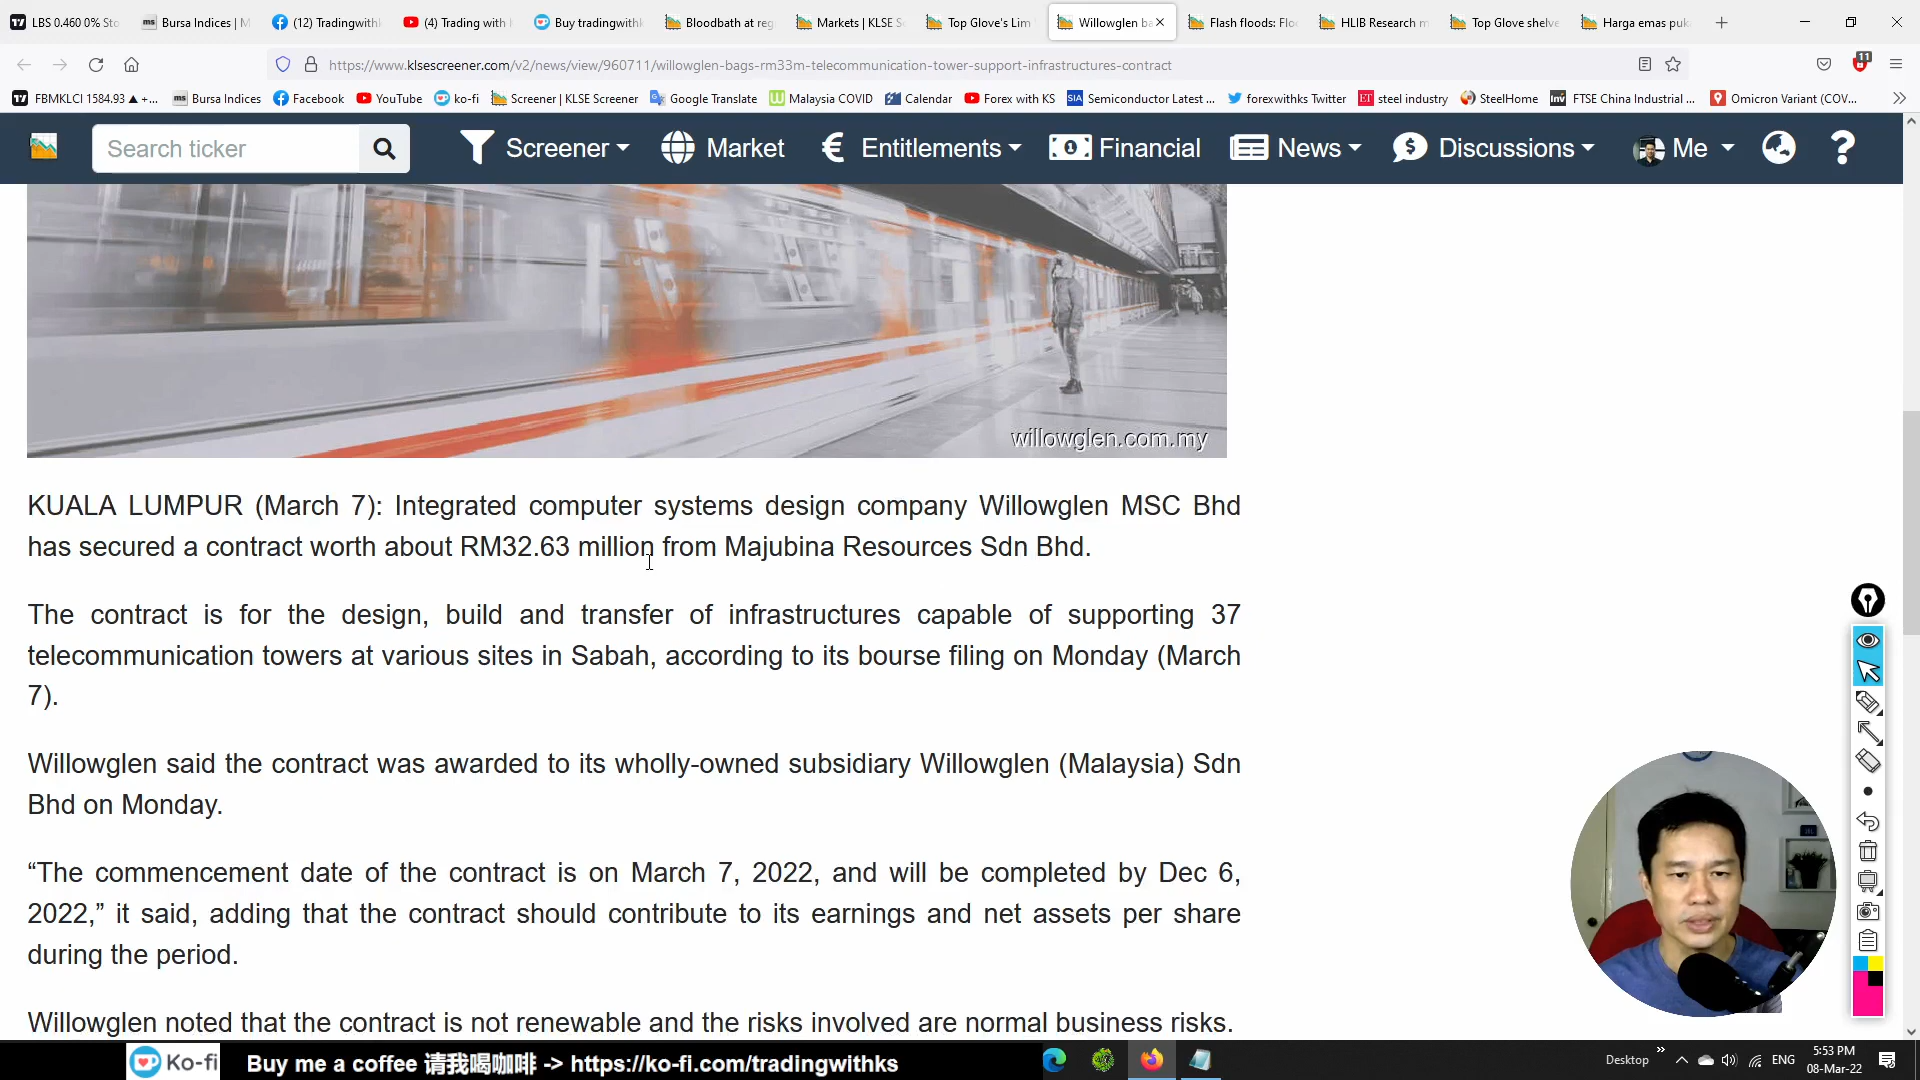 LBS 0.460 0% Sto
Bursa Indices | M
(12) Tradingwith
(4) Trading with
Buy tradingwith
Bloodbath at reg
Markets | KLSE S
Top Glove's Lim
Willowglen ba
Flash floods: Flo
HLIB Research m
Top Glove shelve
Harga emas puk
https://www.klsescreener.com/v2/news/view/960711/willowglen-bags-rm33m-telecommunication-tower-support-infrastructures-contract
11
FBMKLCI 1584.93 ▲ +...
Bursa Indices
Facebook
YouTube
ko-fi
Screener | KLSE Screener
Google Translate
Malaysia COVID
Calendar
Forex with KS
SIA Semiconductor Latest ...
forexwithks Twitter
ET steel industry
SteelHome
Inv FTSE China Industrial ...
Omicron Variant (COV...
Search ticker
Screener
Market
Entitlements
Financial
News
Discussions
Me
willowglen.com.my
KUALA LUMPUR (March 7): Integrated computer systems design company Willowglen MSC Bhd
has secured a contract worth about RM32.63 million from Majubina Resources Sdn Bhd.
The contract is for the design, build and transfer of infrastructures capable of supporting 37
telecommunication towers at various sites in Sabah, according to its bourse filing on Monday (March
7).
Willowglen said the contract was awarded to its wholly-owned subsidiary Willowglen (Malaysia) Sdn
Bhd on Monday.
“The commencement date of the contract is on March 7, 2022, and will be completed by Dec 6,
2022,” it said, adding that the contract should contribute to its earnings and net assets per share
during the period.
Willowglen noted that the contract is not renewable and the risks involved are normal business risks.
Ko-fi
Buy me a coffee 请我喝咖啡 -> https://ko-fi.com/tradingwithks
Desktop
ENG
5:53 PM
08-Mar-22